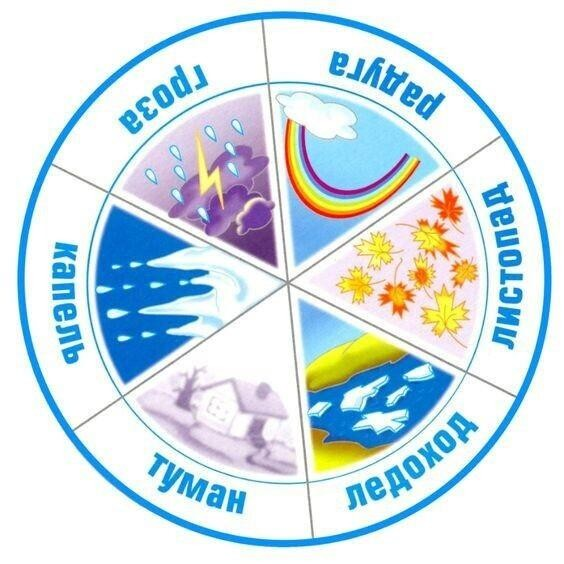 гроза
радуга
листопад
ледоход
туман
капель